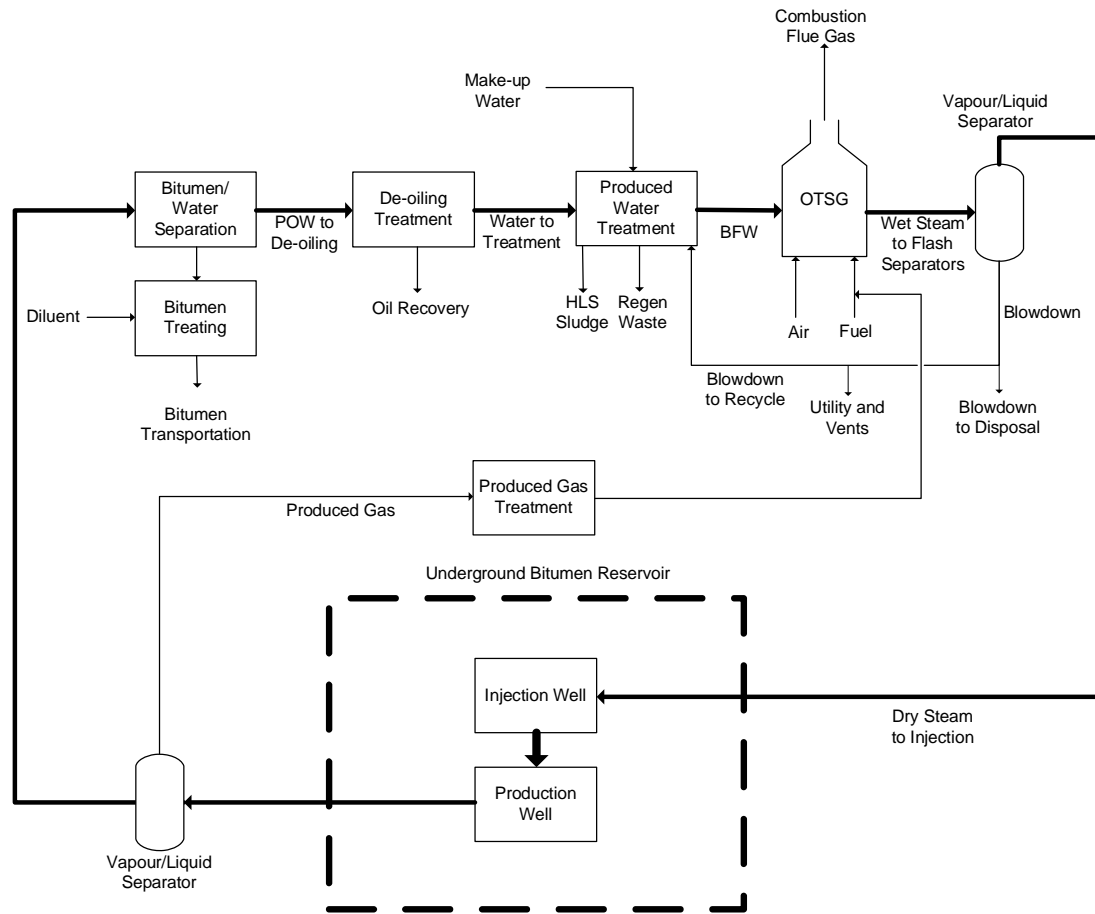 Combustion
Flue Gas
Make-up
Water
Vapour/Liquid
Separator
Bitumen/
Water
Separation
POW to
De-oiling
De-oiling
Treatment
Water to
Treatment
Produced
Water
Treatment
BFW
OTSG
Wet Steam
to Flash
Separators
Diluent
Bitumen
Treating
Oil Recovery
HLS
Sludge
Regen
Waste
Air
Fuel
Blowdown
Bitumen
Transportation
Blowdown
to Recycle
Utility and
Vents
Blowdown
to Disposal
Produced Gas
Produced Gas
Treatment
Underground Bitumen Reservoir
Injection Well
Dry Steam
to Injection
Production
Well
Vapour/Liquid
Separator